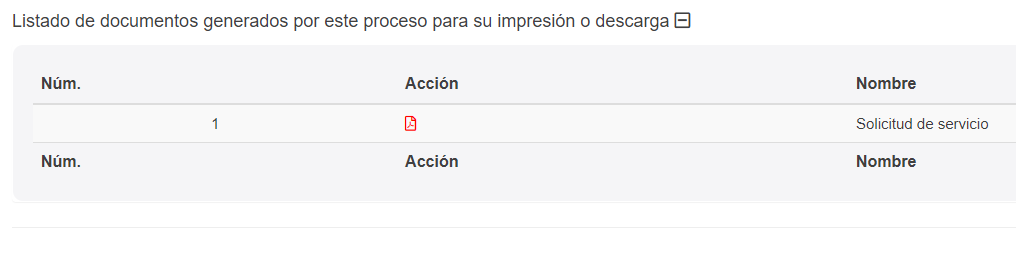 Listado de documentos generados por este proceso para su impresión o descarga
Núm. Acción Nombre
1 Solicitud de servicio
Núm. Acción Nombre